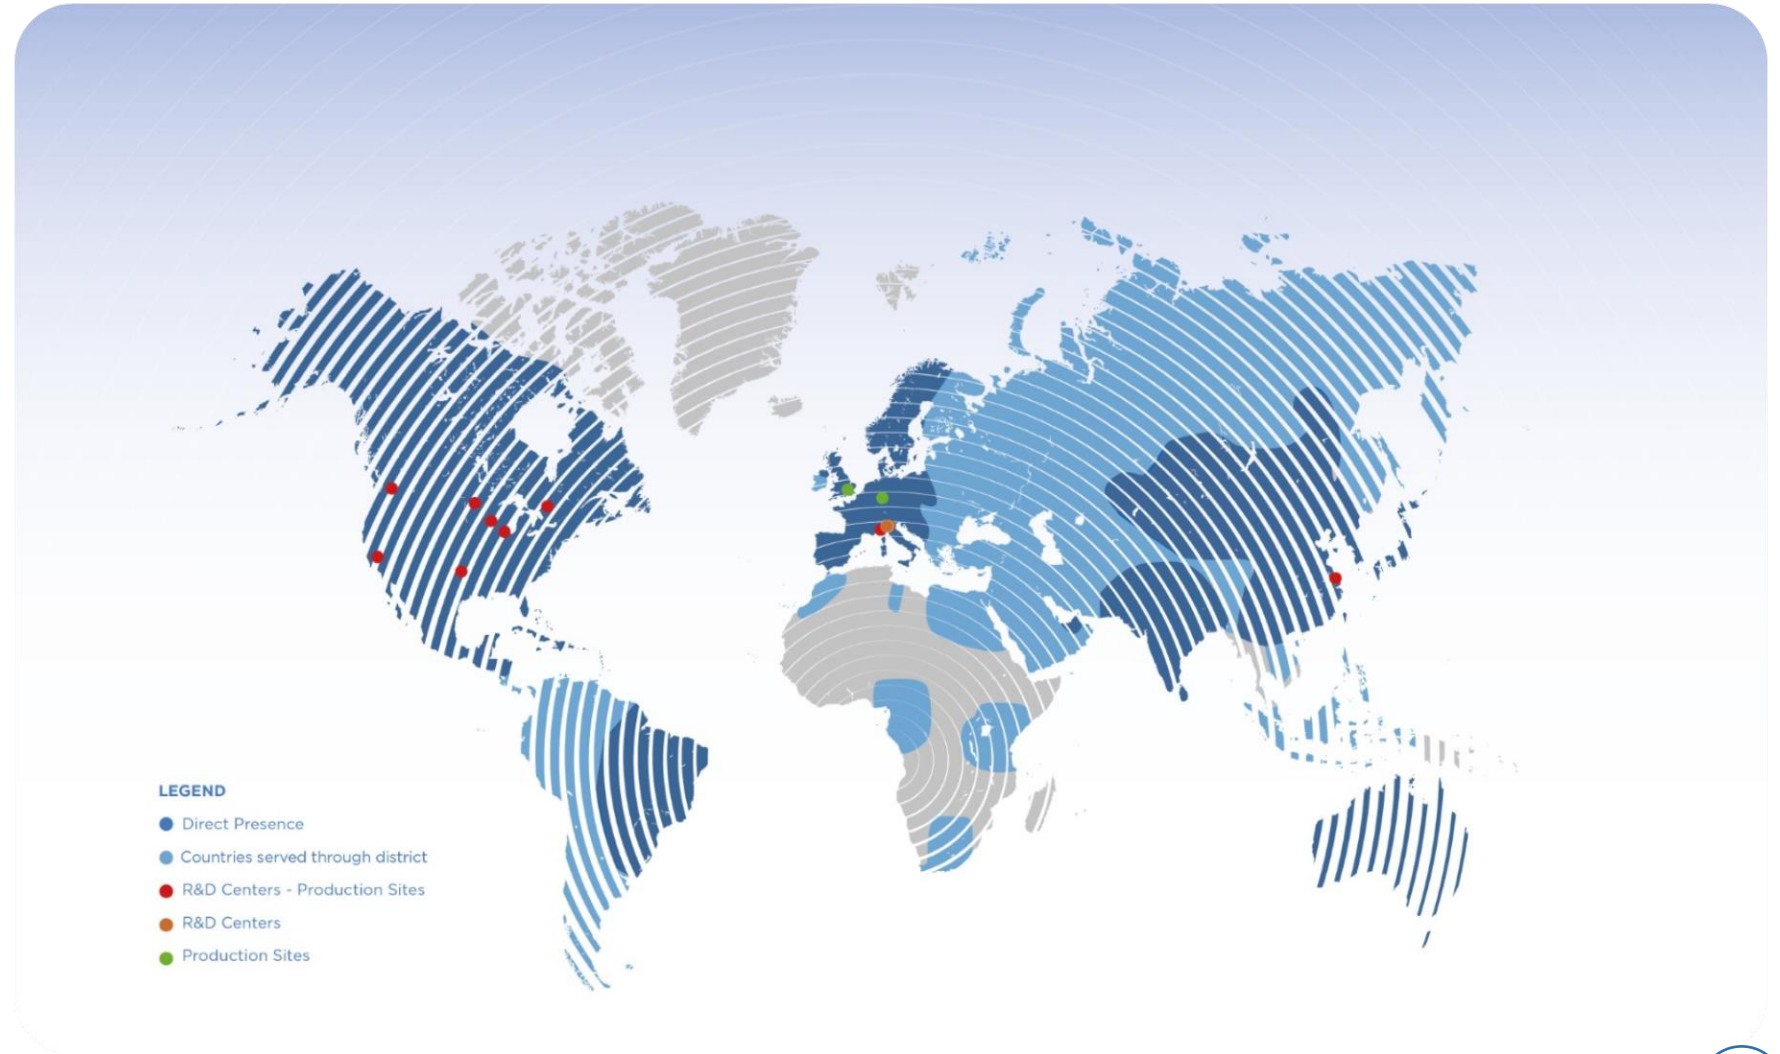 LEGEND
Direct Presence
Countries served through district
R&D Centers - Production Sites
R&D Centers
Production Sites